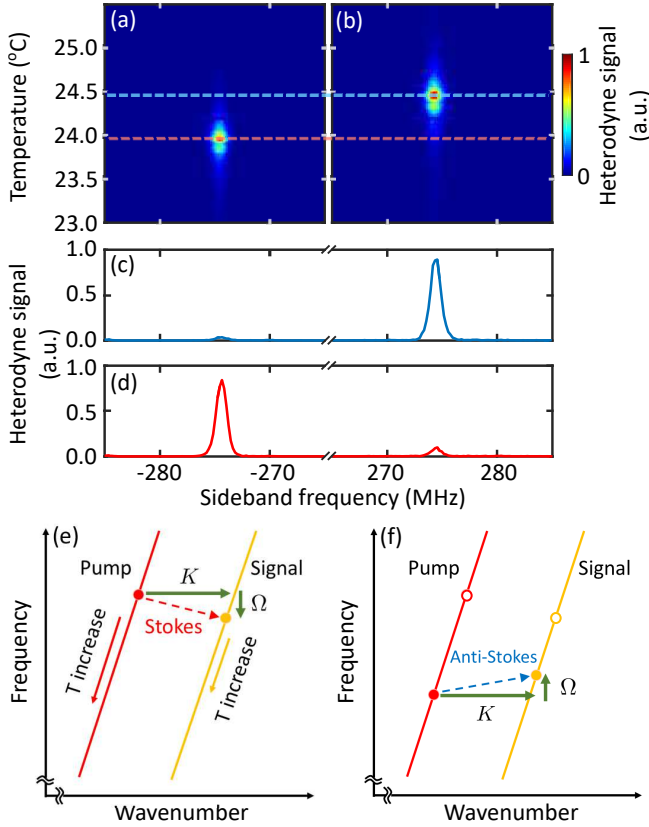 (a)
(b)
Temperature (°C)
25.0
24.5
24.0
23.5
23.0
1
0
Heterodyne signal
(a.u.)
(c)
1.0
0.5
0.0
(d)
1.0
0.5
0.0
Heterodyne signal
(a.u.)
-280
-270
270
280
Sideband frequency (MHz)
(e)
Pump
K
Signal
Ω
Stokes
T increase
T increase
Frequency
Wavenumber
(f)
Pump
Signal
Anti-Stokes
K
Ω
Frequency
Wavenumber